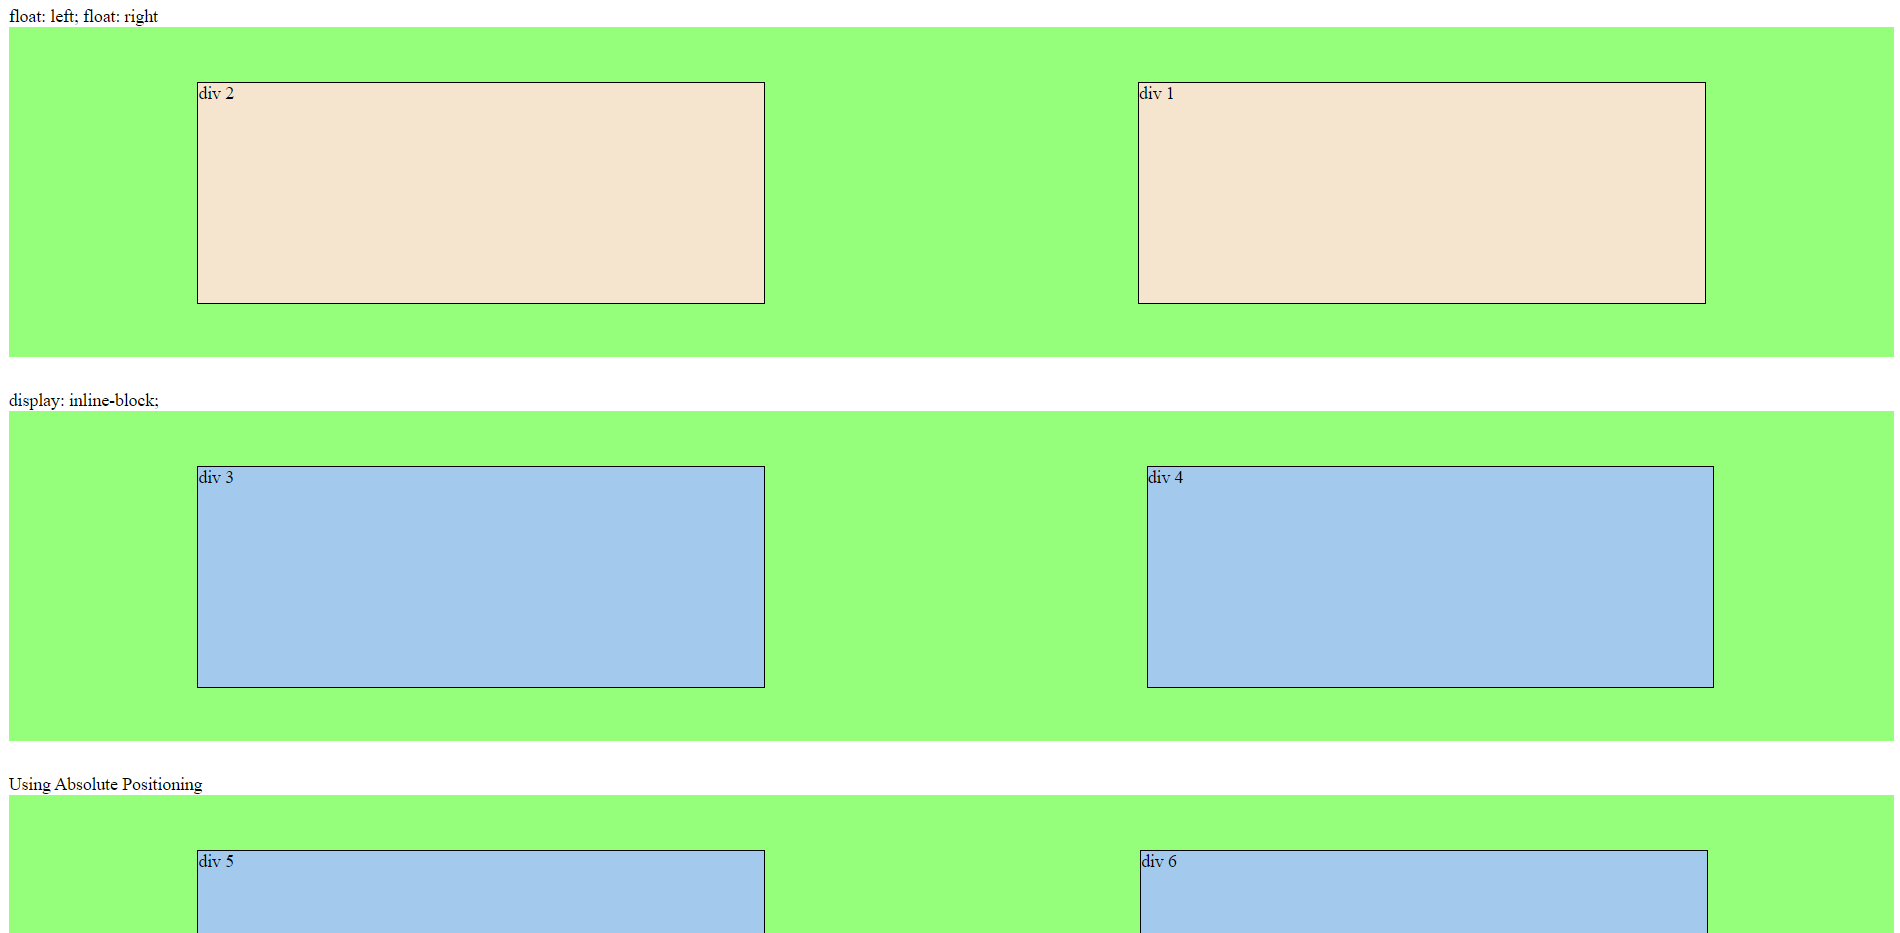 float: left; float: right
div 2
div 1
display: inline-block;
div 3
div 4
Using Absolute Positioning
div 5
div 6